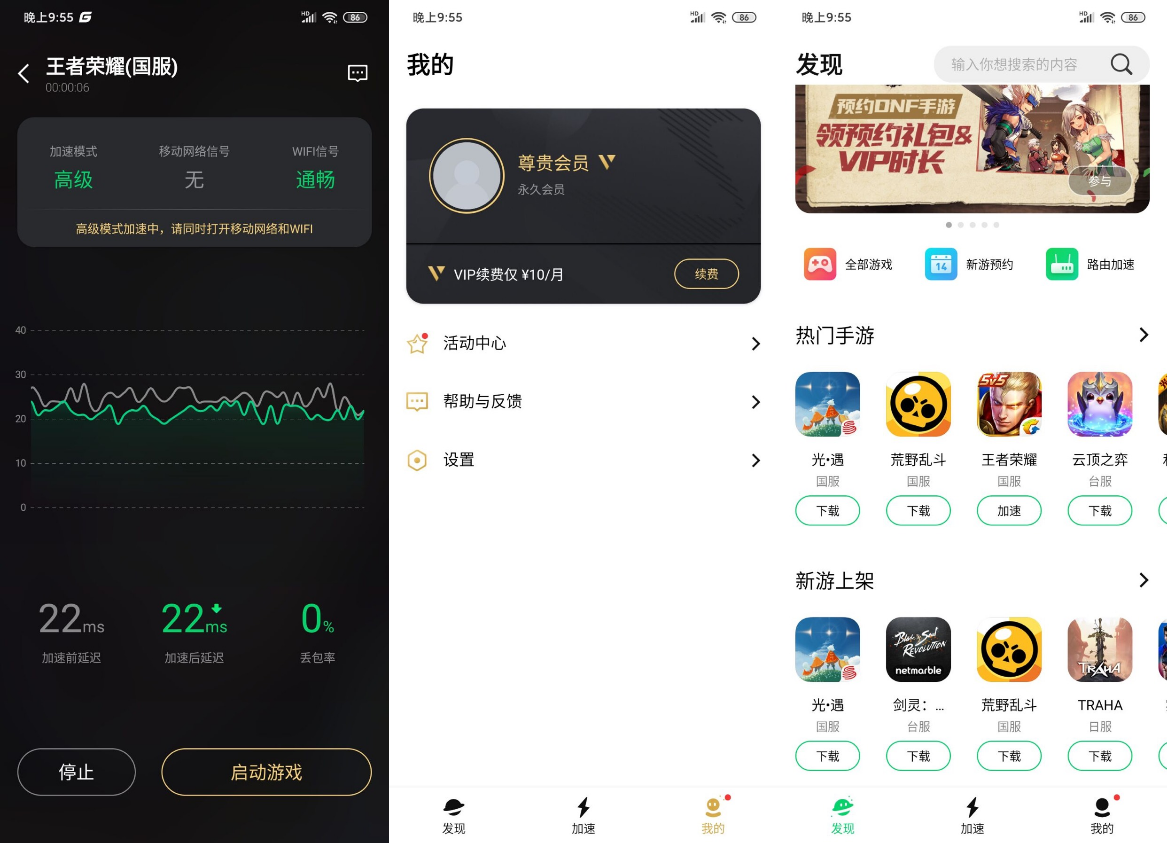 晚上9:55
HD
86
王者荣耀(国服)
00:00:06
加速模式 移动网络信号 WIFI信号
高级 无 通畅
高级模式加速中，请同时打开移动网络和WIFI
40
30
20
10
0
22ms 22ms 0%
加速前延迟 加速后延迟 丢包率
停止 启动游戏
晚上9:55
HD
86
我的
尊贵会员
永久会员
VIP续费仅 ¥10/月 续费
活动中心
帮助与反馈
设置
发现 加速 我的
晚上9:55
HD
86
发现 输入你想搜索的内容
预约DNF手游
领预约礼包&
VIP时长
参与
14
全部游戏 新游预约 路由加速
热门手游
5v5
光•遇 荒野乱斗 王者荣耀 云顶之弈
国服 国服 国服 台服
下载 下载 加速 下载
新游上架
Blade & Soul
REVOLUTION
netmarble
TRAHA
光•遇 剑灵：... 荒野乱斗 TRAHA
国服 台服 国服 日服
下载 下载 下载 下载
发现 加速 我的